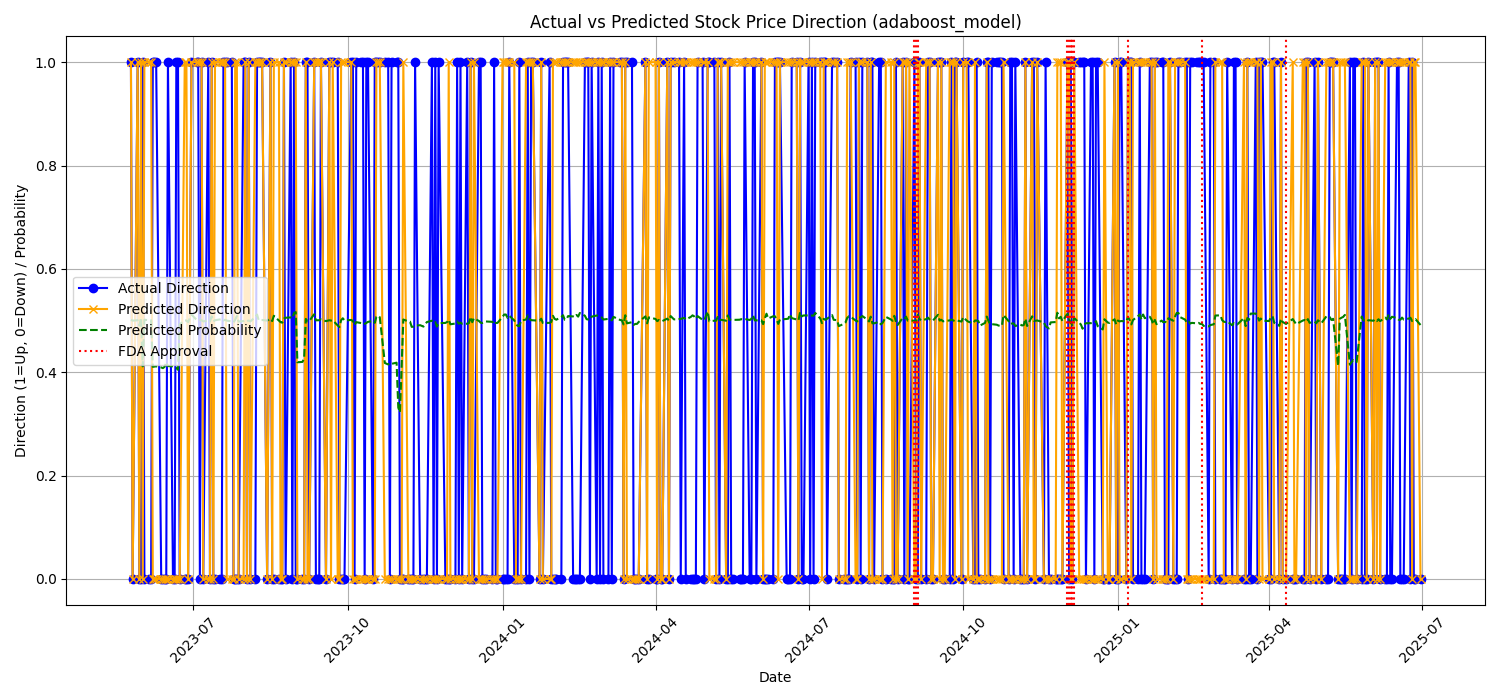 Actual vs Predicted Stock Price Direction (adaboost_model)
Direction (1=Up, 0=Down) / Probability
1.0
0.8
0.6
0.4
0.2
0.0
Actual Direction
Predicted Direction
Predicted Probability
FDA Approval
2023-07
2023-10
2024-01
2024-04
2024-07
2024-10
2025-01
2025-04
2025-07
Date